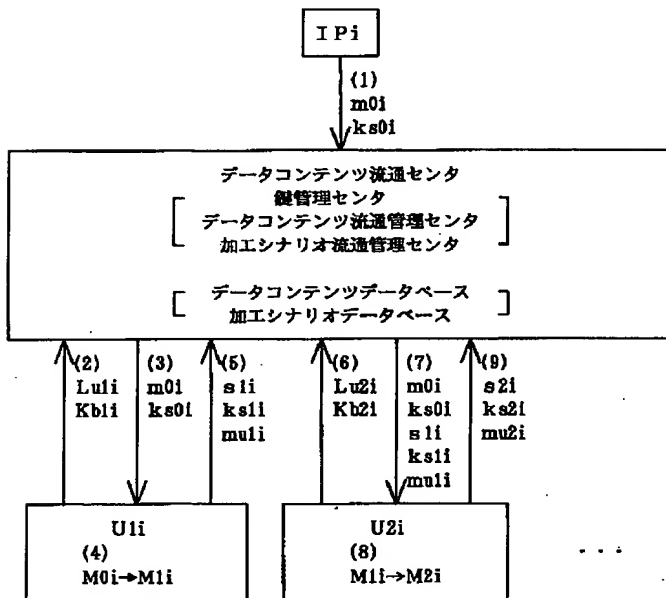 IPi
(1)
m0i
ks0i
データコンテンツ流通センタ
鍵管理センタ
データコンテンツ流通管理センタ
加工シナリオ流通管理センタ
データコンテンツデータベース
加工シナリオデータベース
(2)
Lu1i
Kb1i
(3)
m0i
ks0i
(5)
s1i
ks1i
mu1i
(6)
Lu2i
Kb2i
(7)
m0i
ks0i
s1i
ks1i
mu1i
(9)
s2i
ks2i
mu2i
U1i
(4)
M0i→M1i
U2i
(8)
M1i→M2i
...